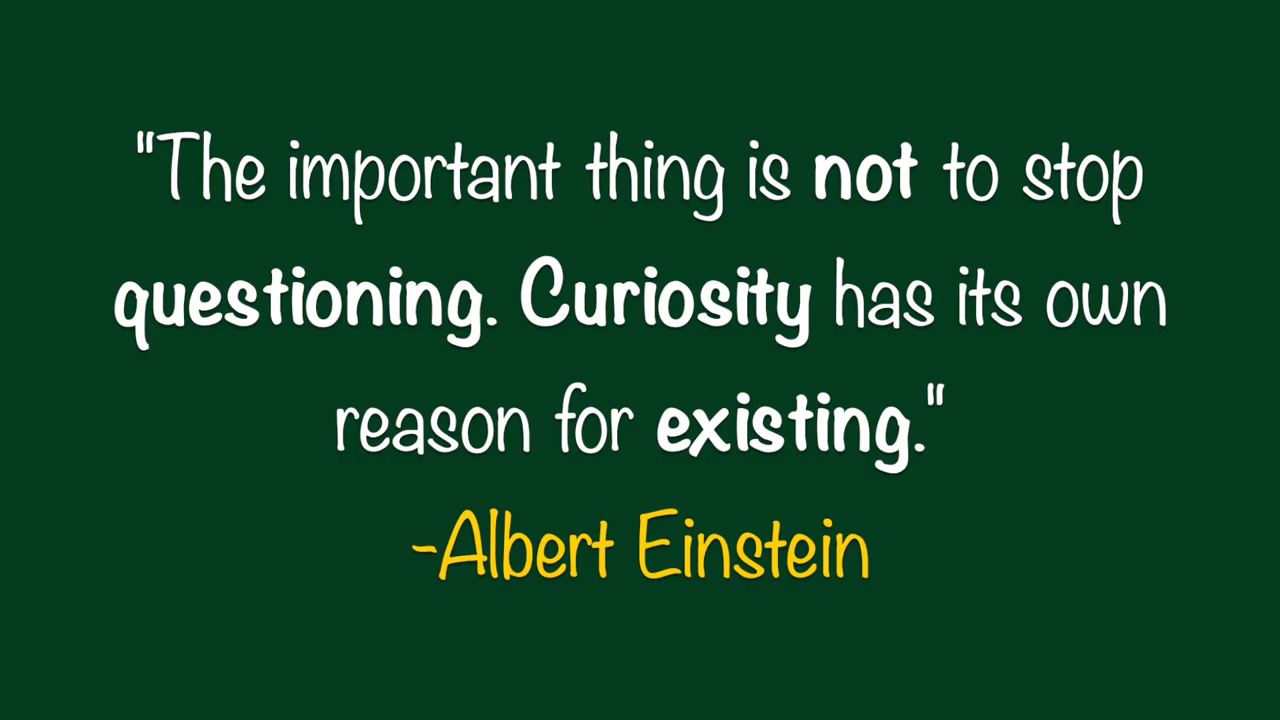 "The important thing is not to stop
questioning. Curiosity has its own
reason for existing."
-Albert Einstein